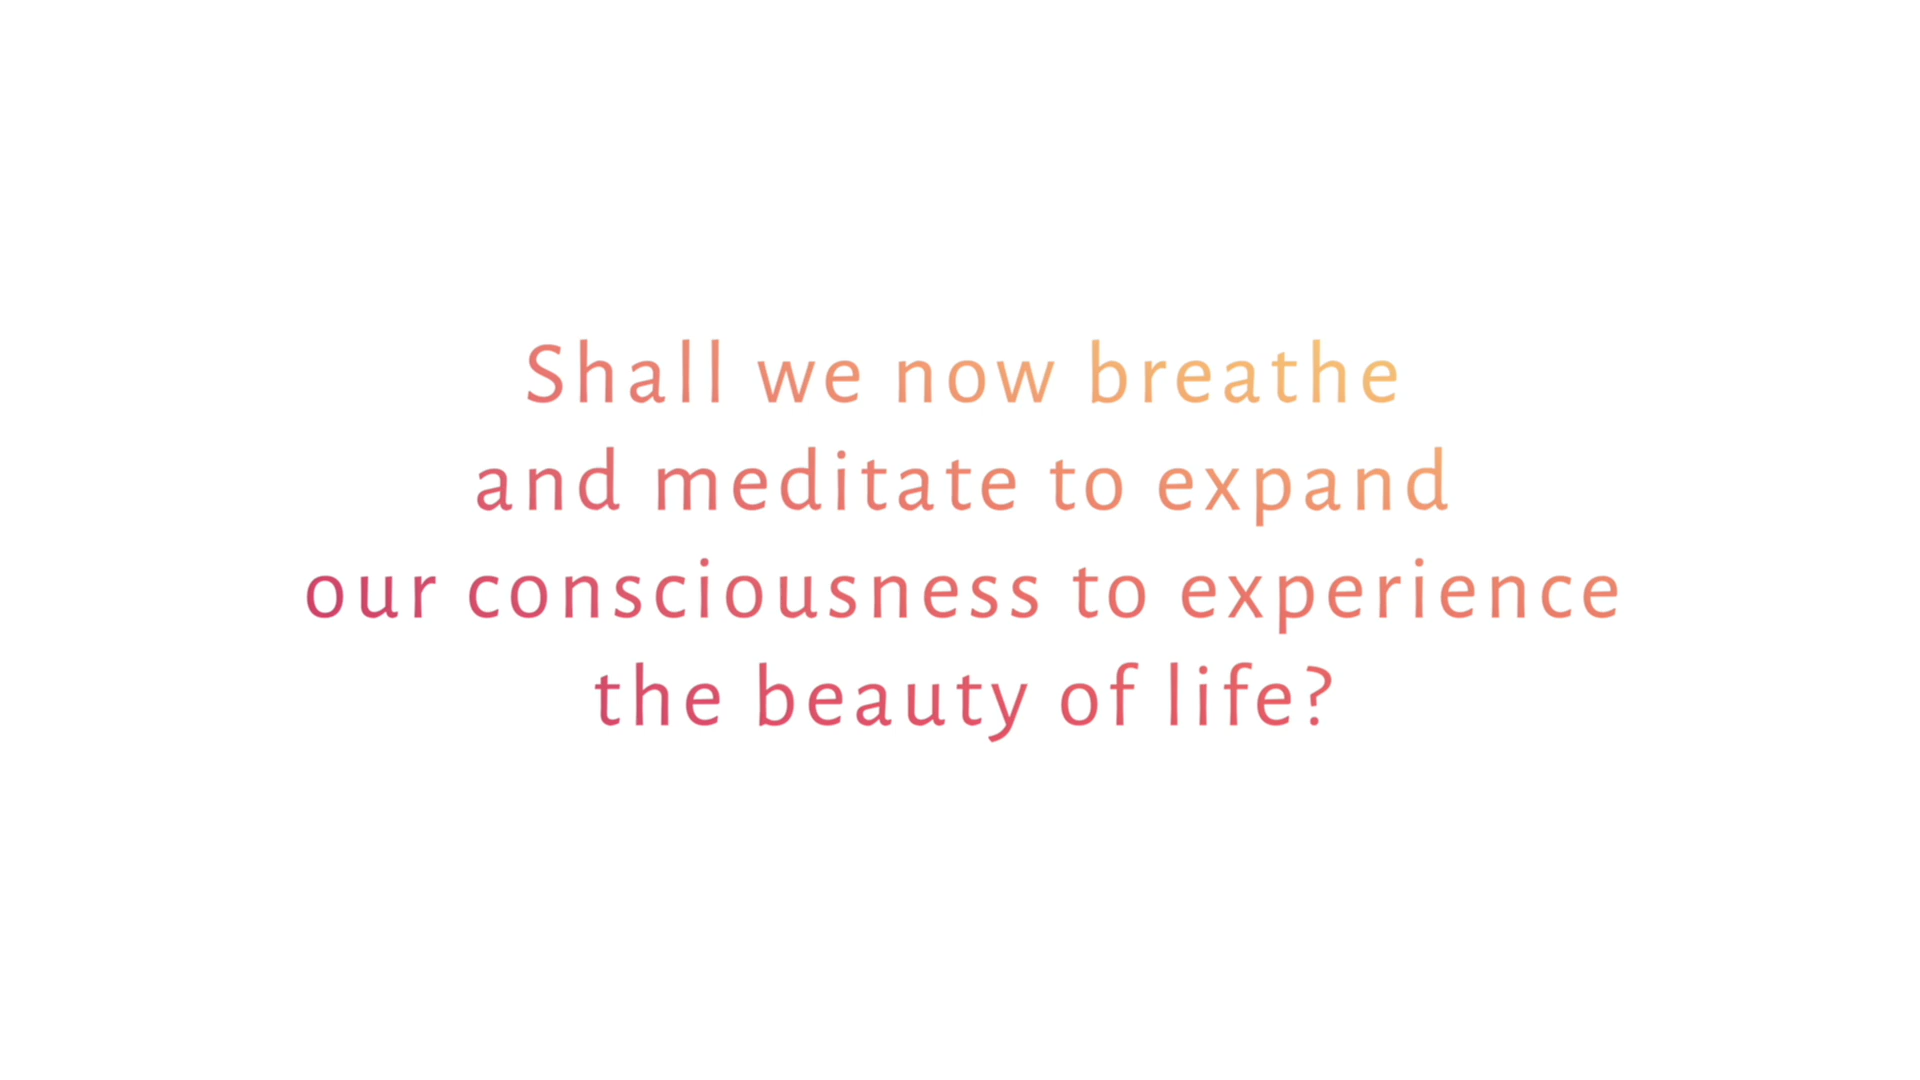 Shall we now breathe
and meditate to expand
our consciousness to experience
the beauty of life?